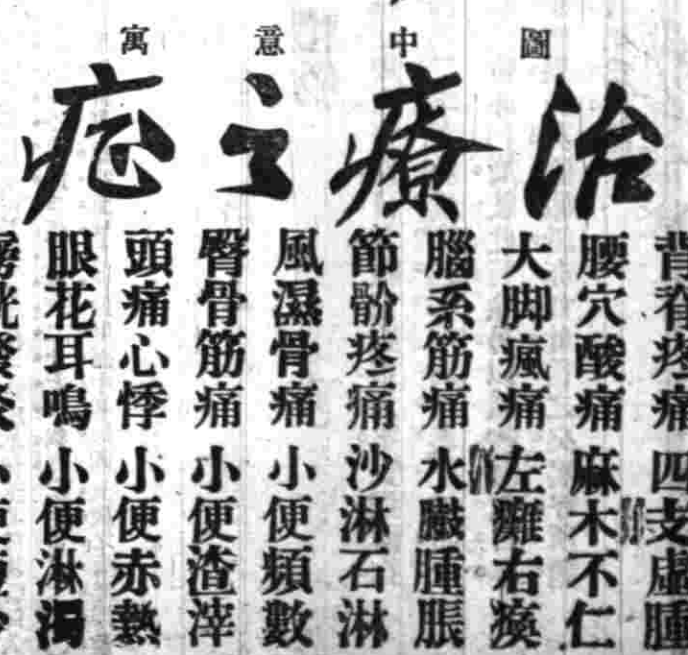 圖中意寓
治療之症
背脊疼痛 四支虛腫
腰穴酸痛 麻木不仁
大脚瘋痛 左癱右瘓
腦系筋痛 水臌腫脹
節骱疼痛 沙淋石淋
風濕骨痛 小便頻數
臀骨筋痛 小便渣滓
頭痛心悸 小便赤熱
眼花耳鳴 小便淋濁